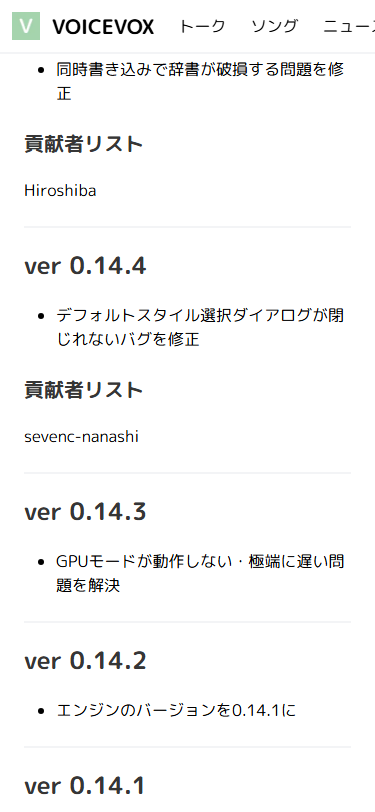 V VOICEVOX トーク ソング ニュース
同時書き込みで辞書が破損する問題を修
正
貢献者リスト
Hiroshiba
ver 0.14.4
デフォルトスタイル選択ダイアログが閉
じれないバグを修正
貢献者リスト
sevenc-nanashi
ver 0.14.3
GPUモードが動作しない・極端に遅い問
題を解決
ver 0.14.2
エンジンのバージョンを0.14.1に
ver 0.14.1